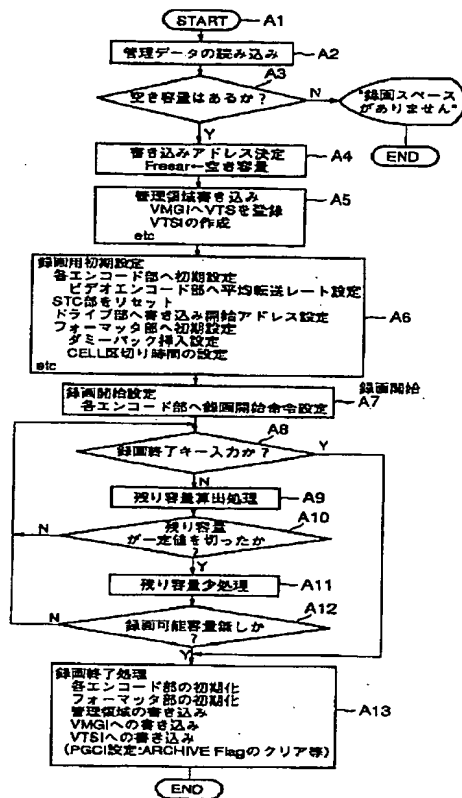 START
A1
管理データの読み込み
A2
A3
空き容量はあるか?
N
"録画スペース
がありません"
Y
END
書き込みアドレス決定
Fresar←空き容量
A4
管理領域書き込み
VMGIへVTSを登録
VTSIの作成
etc
A5
録画用初期設定
各エンコード部へ初期設定
ビデオエンコード部へ平均転送レート設定
STC部をリセット
ドライブ部へ書き込み開始アドレス設定
フォーマッタ部へ初期設定
ダミーパック挿入設定
CELL区切り時間の設定
etc
A6
録画開始設定
各エンコード部へ録画開始命令設定
録画開始
A7
A8
録画終了キー入力か?
Y
N
残り容量算出処理
A9
A10
残り容量
が一定値を切ったか
?
N
Y
残り容量少処理
A11
A12
録画可能容量無しか
?
N
Y
録画終了処理
各エンコード部の初期化
フォーマッタ部の初期化
管理領域の書き込み
VMGIへの書き込み
VTSIへの書き込み
(PGCI設定:ARCHIVE Flagのクリア等)
A13
END